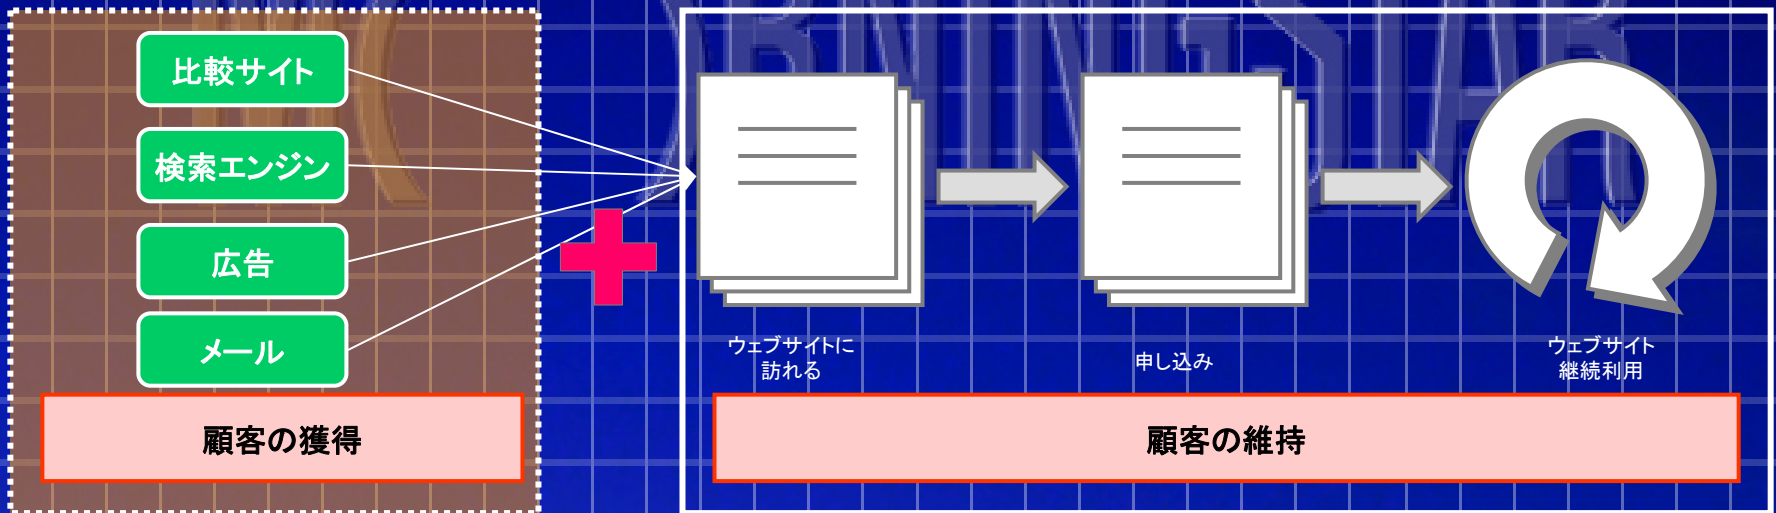 比較サイト
検索エンジン
広告
メール
顧客の獲得
ウェブサイトに
訪れる
申し込み
ウェブサイト
継続利用
顧客の維持